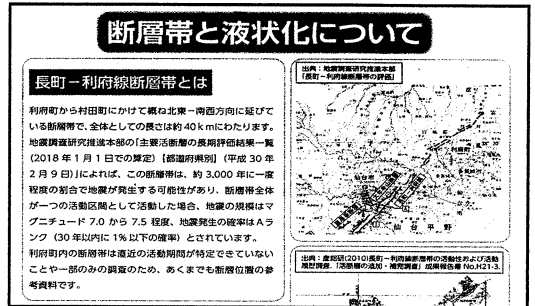 断層帯と液状化について
長町－利府線断層帯とは
利府町から村田町にかけて概ね北東－南西方向に延びて
いる断層帯で、全体としての長さは約40kmにわたります。
地震調査研究推進本部の「主要活断層の長期評価結果一覧
(2018年1月1日での算定)【都道府県別】(平成30年
2月9日)」によれば、この断層帯は、約3,000年に一度
程度の割合で地震が発生する可能性があり、断層帯全体
が一つの活動区間として活動した場合、地震の規模はマ
グニチュード7.0から7.5程度、地震発生の確率はAラ
ンク(30年以内に1%以下の確率)とされています。
利府町内の断層帯は直近の活動期間が特定できていない
ことや一部のみの調査のため、あくまでも断層位置の参
考資料です。
出典：地震調査研究推進本部
「長町－利府線断層帯の評価」
仙台平野
出典：産総研(2010)長町－利府線断層帯の活動性および活動
履歴調査、「活断層の追加・補完調査」成果報告書No.H21-3.